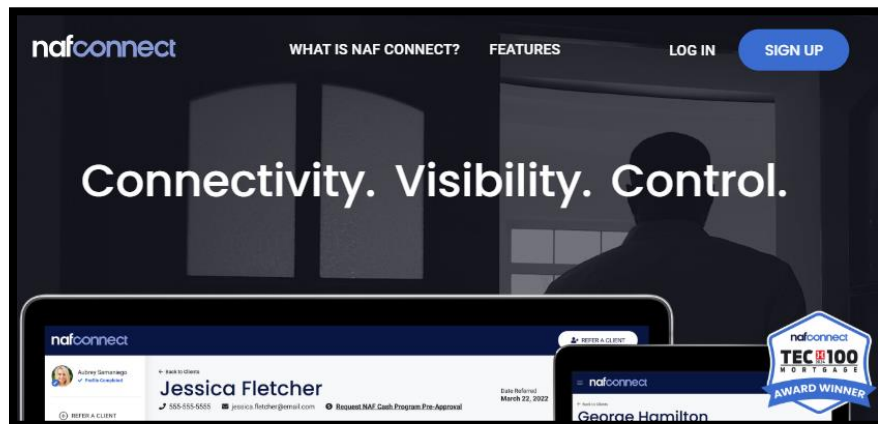 nafconnect
WHAT IS NAF CONNECT?
FEATURES
LOG IN
SIGN UP
Connectivity. Visibility. Control.
nafconnect
REFER A CLIENT
Aubrey Samaniego
Profile Completed
← Back to Clients
Jessica Fletcher
555-555-5555
jessica.fletcher@email.com
Request NAF Cash Program Pre-Approval
Date Referred
March 22, 2022
REFER A CLIENT
nafconnect
George Hamilton
nafconnect
TECH100
MORTGAGE
AWARD WINNER